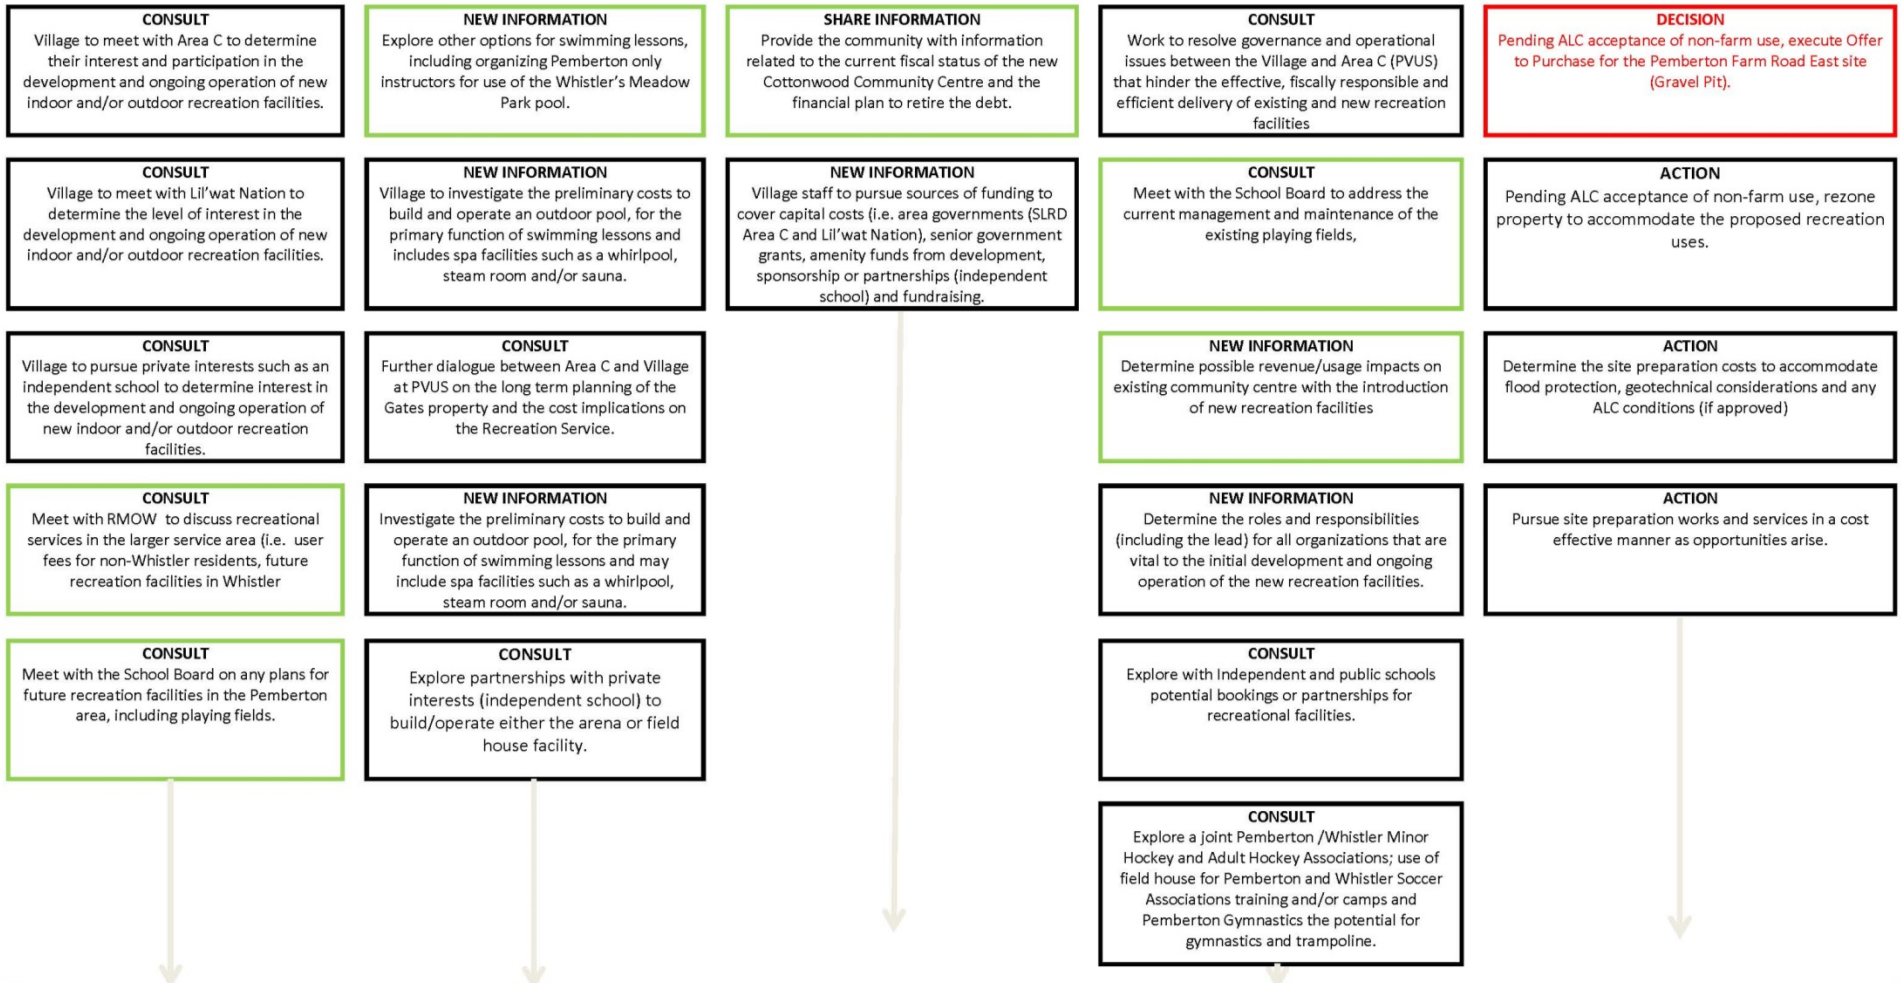 CONSULT
Village to meet with Area C to determine
their interest and participation in the
development and ongoing operation of new
indoor and/or outdoor recreation facilities.
CONSULT
Village to meet with Lil'wat Nation to
determine the level of interest in the
development and ongoing operation of new
indoor and/or outdoor recreation facilities.
CONSULT
Village to pursue private interests such as an
independent school to determine interest in
the development and ongoing operation of
new indoor and/or outdoor recreation
facilities.
CONSULT
Meet with RMOW to discuss recreational
services in the larger service area (i.e. user
fees for non-Whistler residents, future
recreation facilities in Whistler
CONSULT
Meet with the School Board on any plans for
future recreation facilities in the Pemberton
area, including playing fields.
NEW INFORMATION
Explore other options for swimming lessons,
including organizing Pemberton only
instructors for use of the Whistler's Meadow
Park pool.
NEW INFORMATION
Village to investigate the preliminary costs to
build and operate an outdoor pool, for the
primary function of swimming lessons and
includes spa facilities such as a whirlpool,
steam room and/or sauna.
CONSULT
Further dialogue between Area C and Village
at PVUS on the long term planning of the
Gates property and the cost implications on
the Recreation Service.
NEW INFORMATION
Investigate the preliminary costs to build and
operate an outdoor pool, for the primary
function of swimming lessons and may
include spa facilities such as a whirlpool,
steam room and/or sauna.
CONSULT
Explore partnerships with private
interests (independent school) to
build/operate either the arena or field
house facility.
SHARE INFORMATION
Provide the community with information
related to the current fiscal status of the new
Cottonwood Community Centre and the
financial plan to retire the debt.
NEW INFORMATION
Village staff to pursue sources of funding to
cover capital costs (i.e. area governments (SLRD
Area C and Lil'wat Nation), senior government
grants, amenity funds from development,
sponsorship or partnerships (independent
school) and fundraising.
CONSULT
Work to resolve governance and operational
issues between the Village and Area C (PVUS)
that hinder the effective, fiscally responsible and
efficient delivery of existing and new recreation
facilities
CONSULT
Meet with the School Board to address the
current management and maintenance of the
existing playing fields,
NEW INFORMATION
Determine possible revenue/usage impacts on
existing community centre with the introduction
of new recreation facilities
NEW INFORMATION
Determine the roles and responsibilities
(including the lead) for all organizations that are
vital to the initial development and ongoing
operation of the new recreation facilities.
CONSULT
Explore with Independent and public schools
potential bookings or partnerships for
recreational facilities.
CONSULT
Explore a joint Pemberton /Whistler Minor
Hockey and Adult Hockey Associations; use of
field house for Pemberton and Whistler Soccer
Associations training and/or camps and
Pemberton Gymnastics the potential for
gymnastics and trampoline.
DECISION
Pending ALC acceptance of non-farm use, execute Offer
to Purchase for the Pemberton Farm Road East site
(Gravel Pit).
ACTION
Pending ALC acceptance of non-farm use, rezone
property to accommodate the proposed recreation
uses.
ACTION
Determine the site preparation costs to accommodate
flood protection, geotechnical considerations and any
ALC conditions (if approved)
ACTION
Pursue site preparation works and services in a cost
effective manner as opportunities arise.